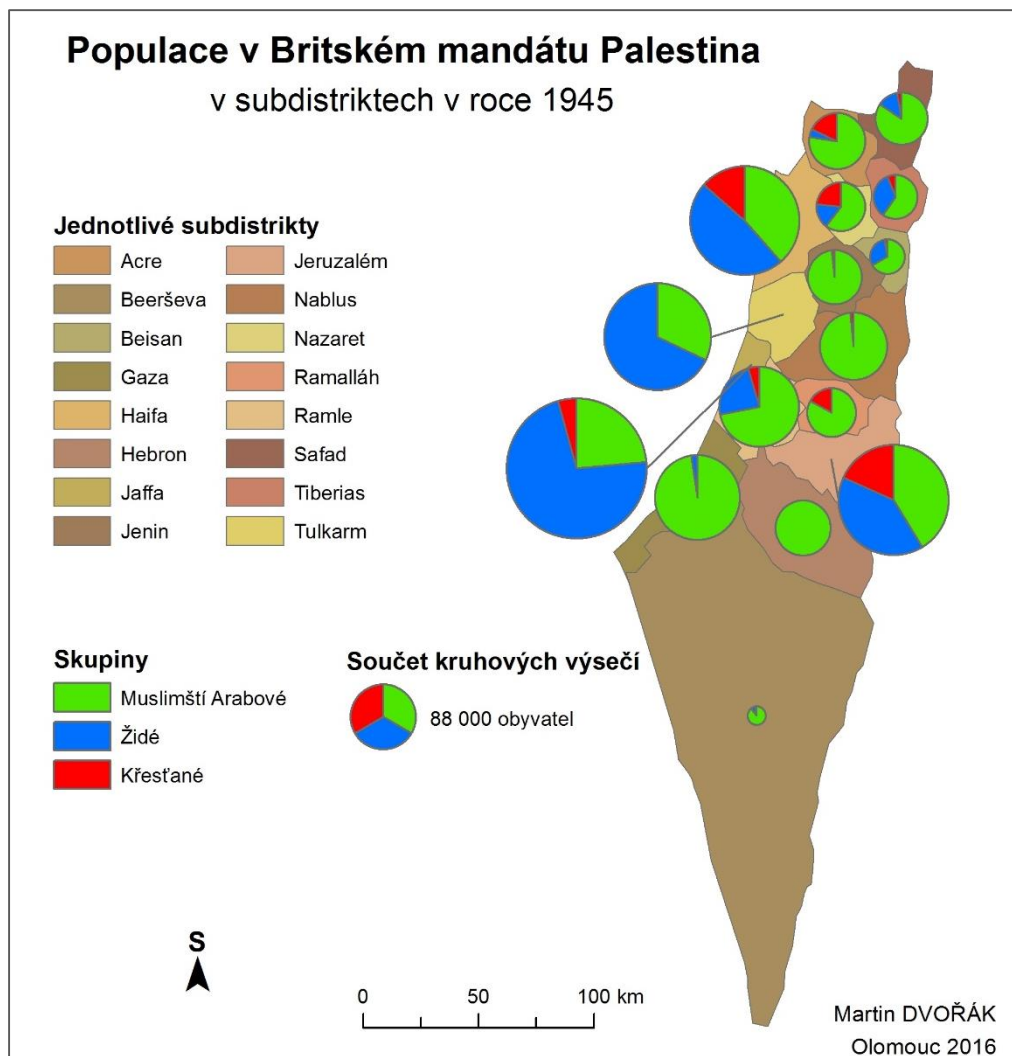 Populace v Britském mandátu Palestina
v subdistriktech v roce 1945
Jednotlivé subdistrikty
Acre
Beerševa
Beisan
Gaza
Haifa
Hebron
Jaffa
Jenin
Jeruzalém
Nablus
Nazaret
Ramalláh
Ramle
Safad
Tiberias
Tulkarm
Skupiny
Muslimští Arabové
Židé
Křesťané
Součet kruhových výsečí
88 000 obyvatel
S
0 50 100 km
Martin DVOŘÁK
Olomouc 2016